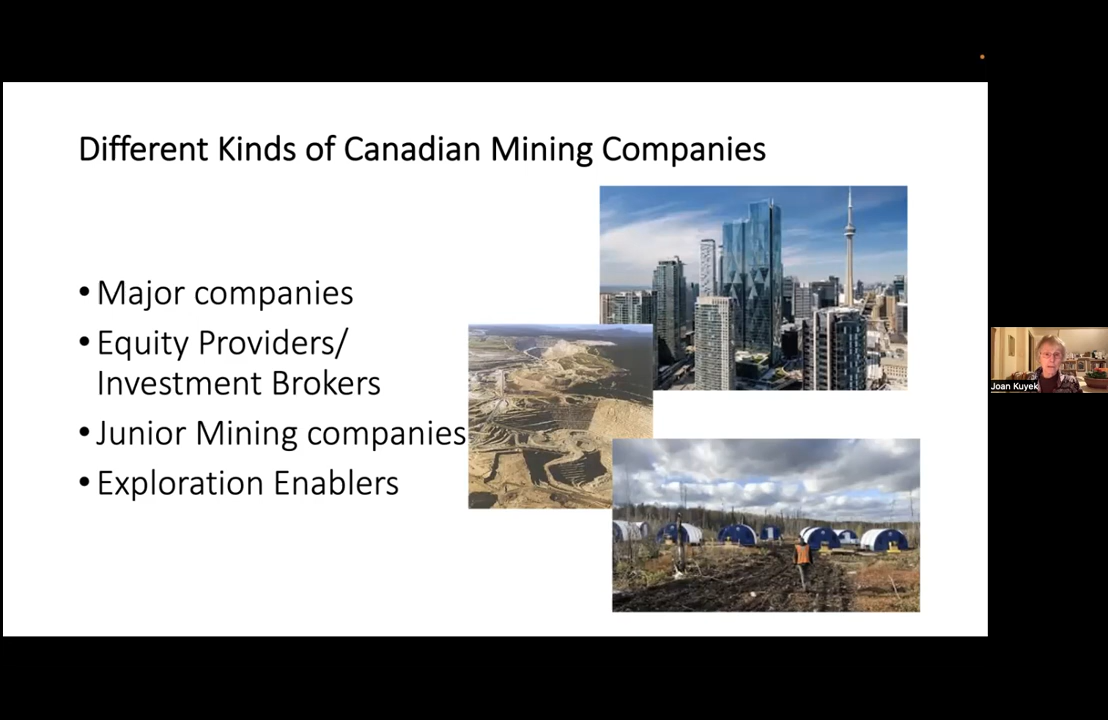 Different Kinds of Canadian Mining Companies
• Major companies
• Equity Providers/
Investment Brokers
• Junior Mining companies
• Exploration Enablers
Joan Kuyek